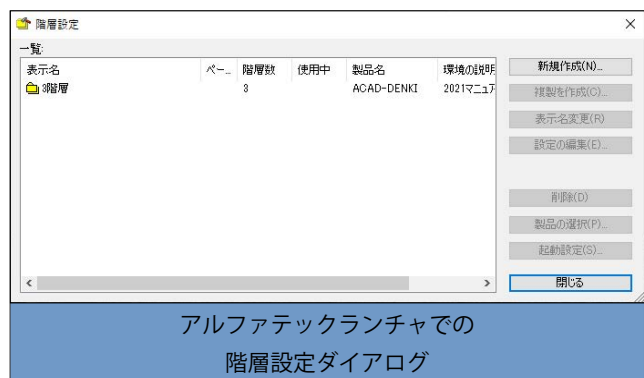 階層設定
一覧:
表示名 ペー... 階層数 使用中 製品名 環境の説明
3階層 3 ACAD-DENKI 2021マニュア
新規作成(N)...
複製を作成(C)...
表示名変更(R)
設定の編集(E)...
削除(D)
製品の選択(P)...
起動設定(S)...
閉じる
アルファテックランチャでの
階層設定ダイアログ